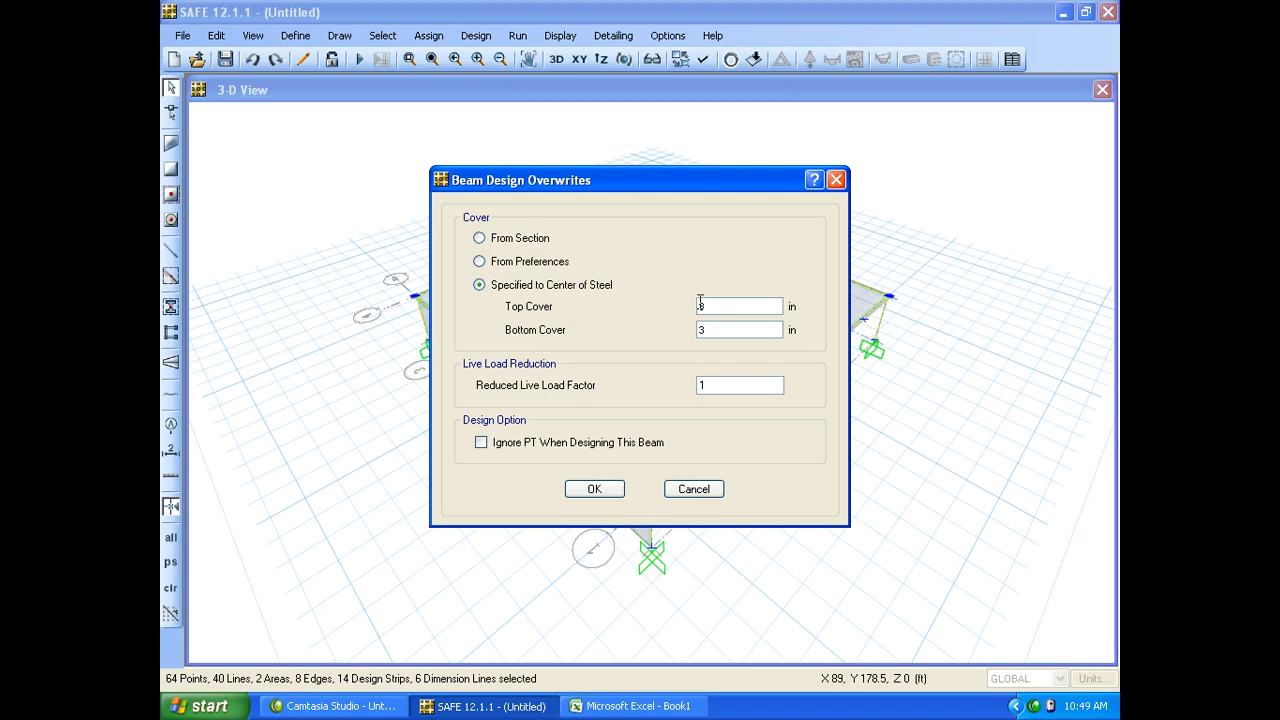 SAFE 12.1.1 - (Untitled)
File Edit View Define Draw Select Assign Design Run Display Detailing Options Help
3D XY
3-D View
Beam Design Overwrites
Cover
From Section
From Preferences
Specified to Center of Steel
Top Cover in
Bottom Cover 3 in
Live Load Reduction
Reduced Live Load Factor 1
Design Option
Ignore PT When Designing This Beam
OK Cancel
all
ps
clr
64 Points, 40 Lines, 2 Area, 8 Edges, 14 Design Strips, 5 Dimension Lines selected X 89, Y 178.5, Z 0 (ft) GLOBAL Units...
start Camtasia Studio - Unt... SAFE 12.1.1 - (Untitled) Microsoft Excel - Book1 10:49 AM